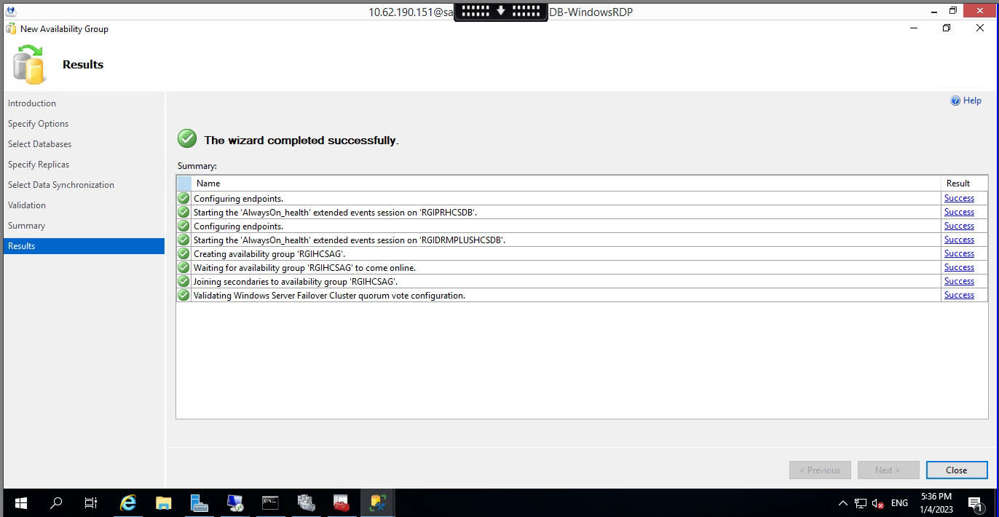 10.62.190.151@sa DB-WindowsRDP
New Availability Group
Results
Introduction
Specify Options
Select Databases
Specify Replicas
Select Data Synchronization
Validation
Summary
Results
Help
The wizard completed successfully.
Summary:
Name Result
Configuring endpoints. Success
Starting the 'AlwaysOn_health' extended events session on 'RGIPRHCSDB'. Success
Configuring endpoints. Success
Starting the 'AlwaysOn_health' extended events session on 'RGIDRMPLUSHCSDB'. Success
Creating availability group 'RGIHCSAG'. Success
Waiting for availability group 'RGIHCSAG' to come online. Success
Joining secondaries to availability group 'RGIHCSAG'. Success
Validating Windows Server Failover Cluster quorum vote configuration. Success
< Previous Next > Close
ENG
5:36 PM
1/4/2023
1